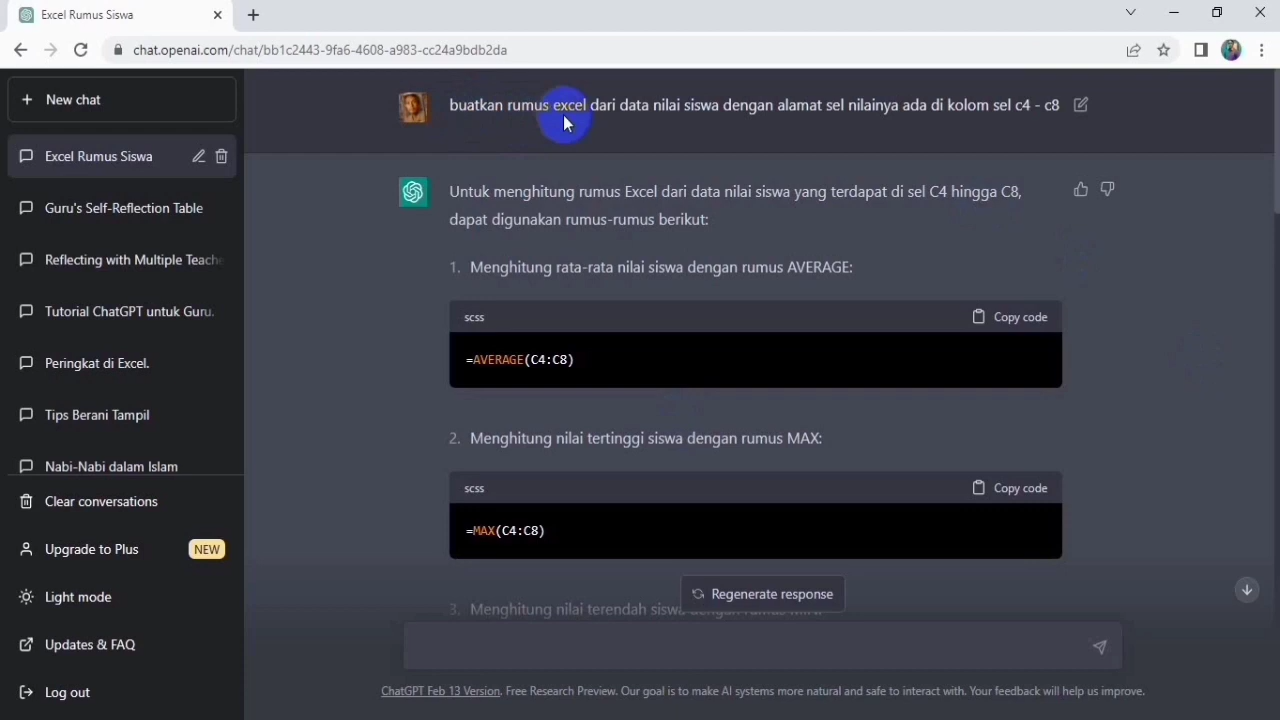 Excel Rumus Siswa
chat.openai.com/chat/bb1c2443-9fa6-4608-a983-cc24a9bdb2da
New chat
Excel Rumus Siswa
Guru's Self-Reflection Table
Reflecting with Multiple Teache
Tutorial ChatGPT untuk Guru.
Peringkat di Excel.
Tips Berani Tampil
Nabi-Nabi dalam Islam
Clear conversations
Upgrade to Plus NEW
Light mode
Updates & FAQ
Log out
buatkan rumus excel dari data nilai siswa dengan alamat sel nilainya ada di kolom sel c4 - c8
Untuk menghitung rumus Excel dari data nilai siswa yang terdapat di sel C4 hingga C8,
dapat digunakan rumus-rumus berikut:
1. Menghitung rata-rata nilai siswa dengan rumus AVERAGE:
scss Copy code
=AVERAGE(C4:C8)
2. Menghitung nilai tertinggi siswa dengan rumus MAX:
scss Copy code
=MAX(C4:C8)
3. Menghitung nilai terendah siswa dengan rumus MIN:
Regenerate response
ChatGPT Feb 13 Version. Free Research Preview. Our goal is to make AI systems more natural and safe to interact with. Your feedback will help us improve.